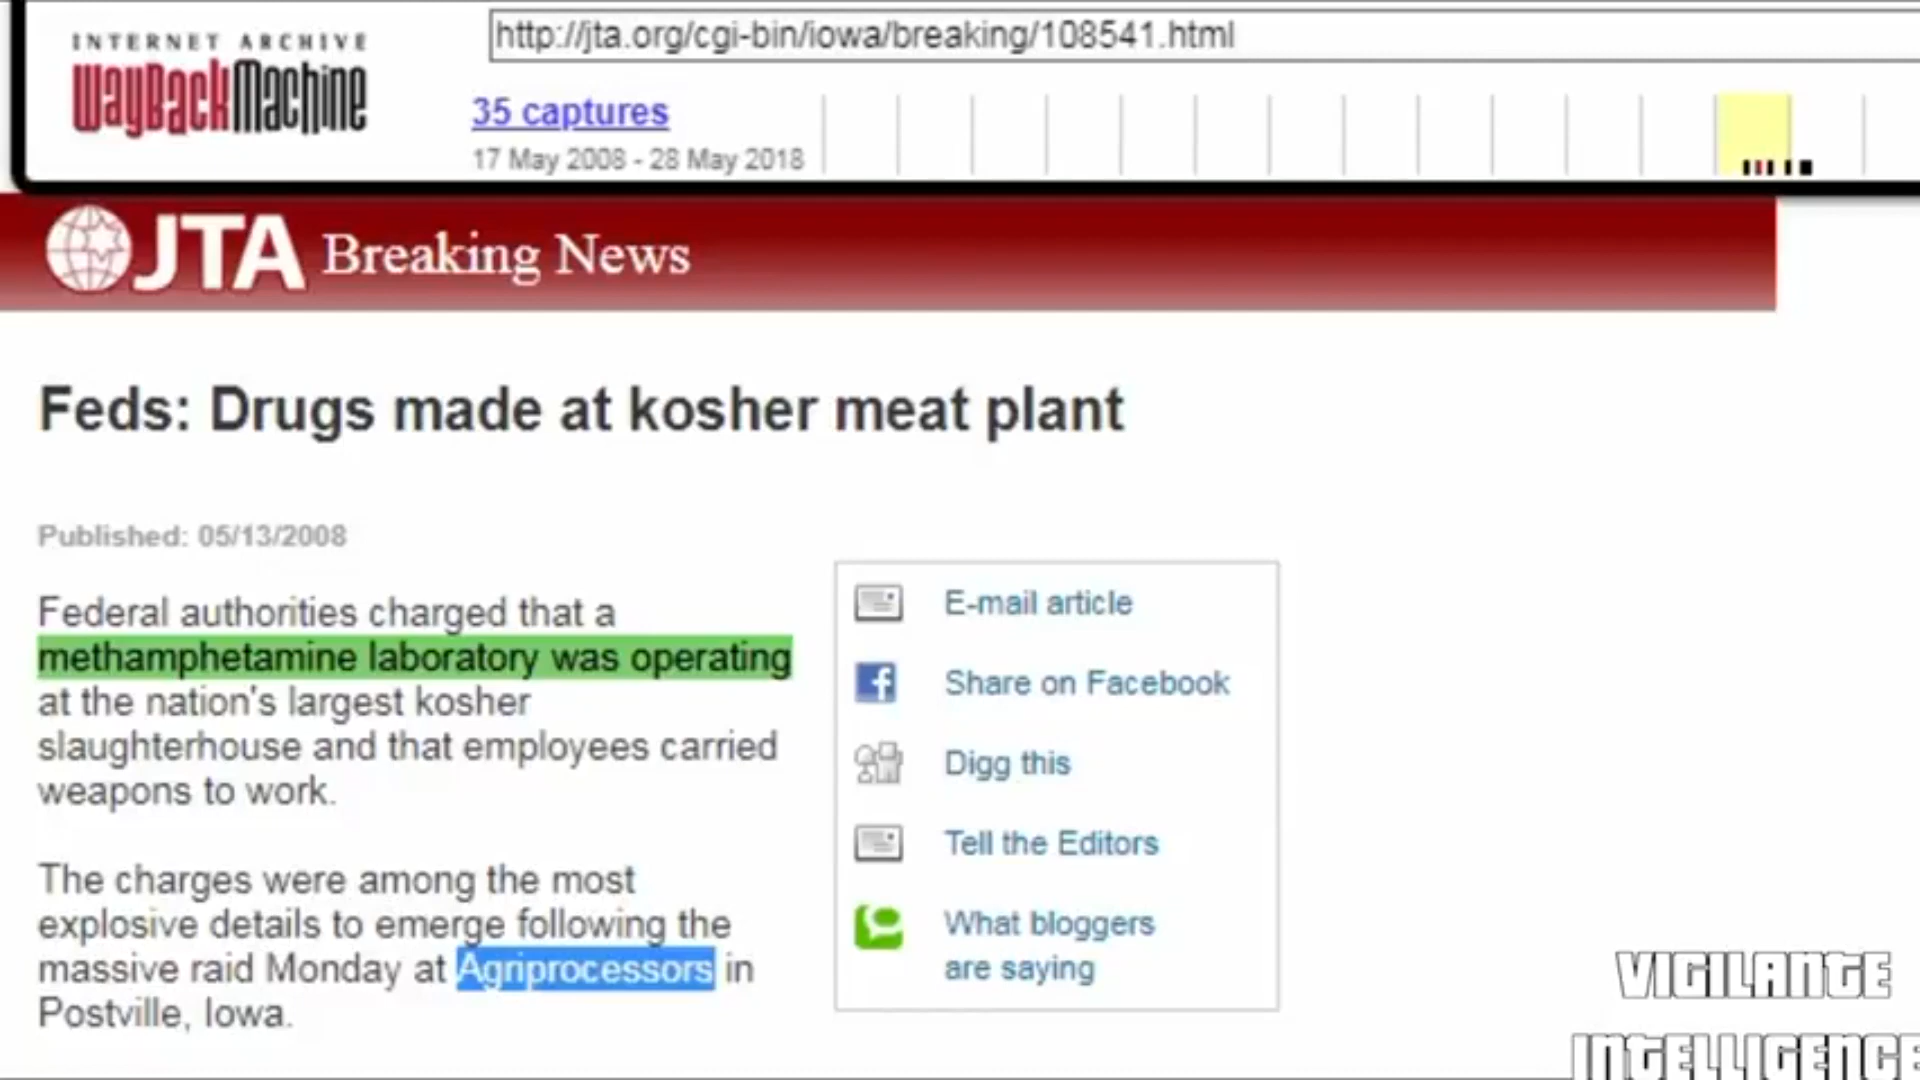 INTERNET ARCHIVE
WayBackMachine
http://jta.org/cgi-bin/iowa/breaking/108541.html
35 captures
17 May 2008 - 28 May 2018
JTA Breaking News
Feds: Drugs made at kosher meat plant
Published: 05/13/2008
Federal authorities charged that a
methamphetamine laboratory was operating
at the nation's largest kosher
slaughterhouse and that employees carried
weapons to work.
The charges were among the most
explosive details to emerge following the
massive raid Monday at Agriprocessors in
Postville, Iowa.
E-mail article
Share on Facebook
Digg this
Tell the Editors
What bloggers
are saying
VIGILANTE
INTELLIGENCE